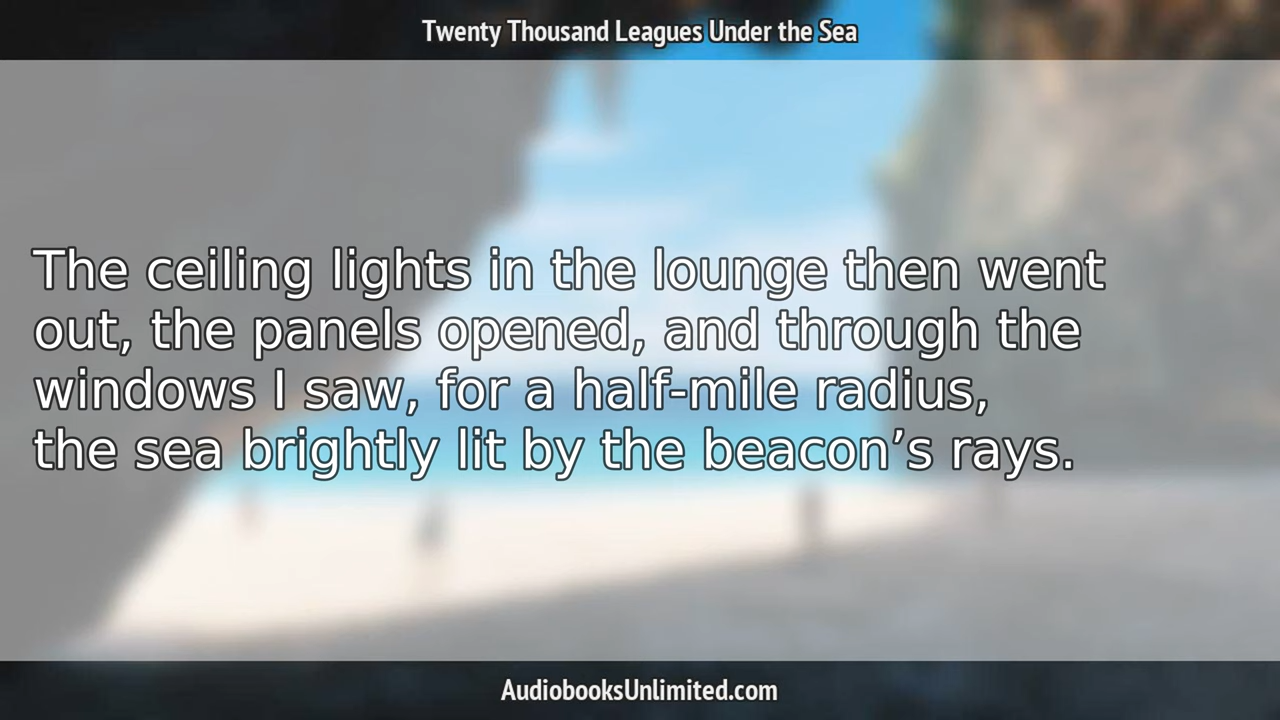 Twenty Thousand Leagues Under the Sea
The ceiling lights in the lounge then went
out, the panels opened, and through the
windows I saw, for a half-mile radius,
the sea brightly lit by the beacon’s rays.
AudiobooksUnlimited.com